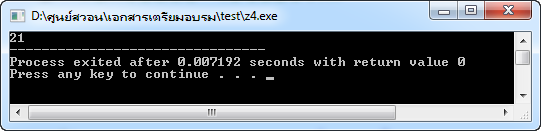 D:\ศูนย์สวอน\เอกสารเตรียมอบรม\test\z4.exe
21
--------------------------------
Process exited after 0.007192 seconds with return value 0
Press any key to continue . . . _